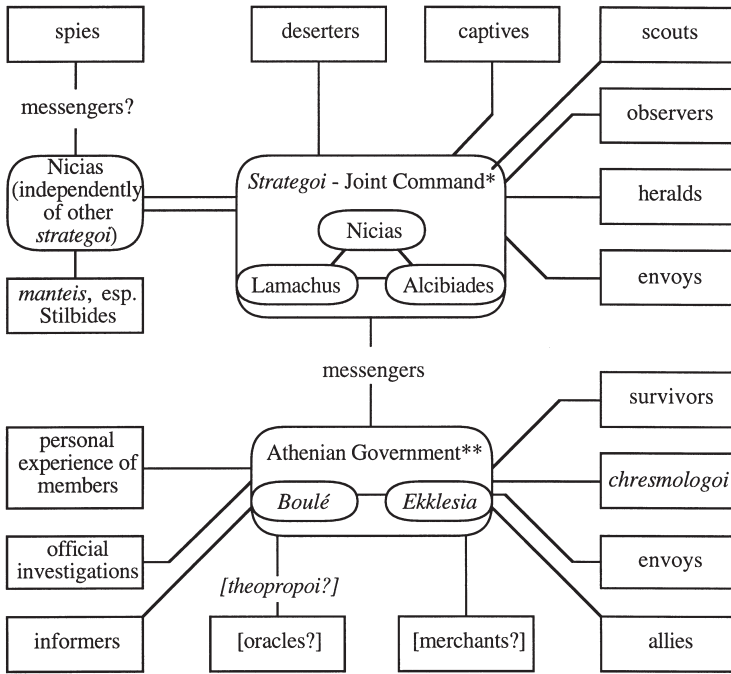 spies
deserters
captives
scouts
messengers?
observers
Nicias
(independently
of other
strategoi)
Strategoi - Joint Command*
Nicias
Lamachus
Alcibiades
heralds
envoys
manteis, esp.
Stilbides
messengers
survivors
personal
experience of
members
Athenian Government**
Boulé
Ekklesia
chresmologoi
official
investigations
envoys
[theopropoi?]
informers
[oracles?]
[merchants?]
allies